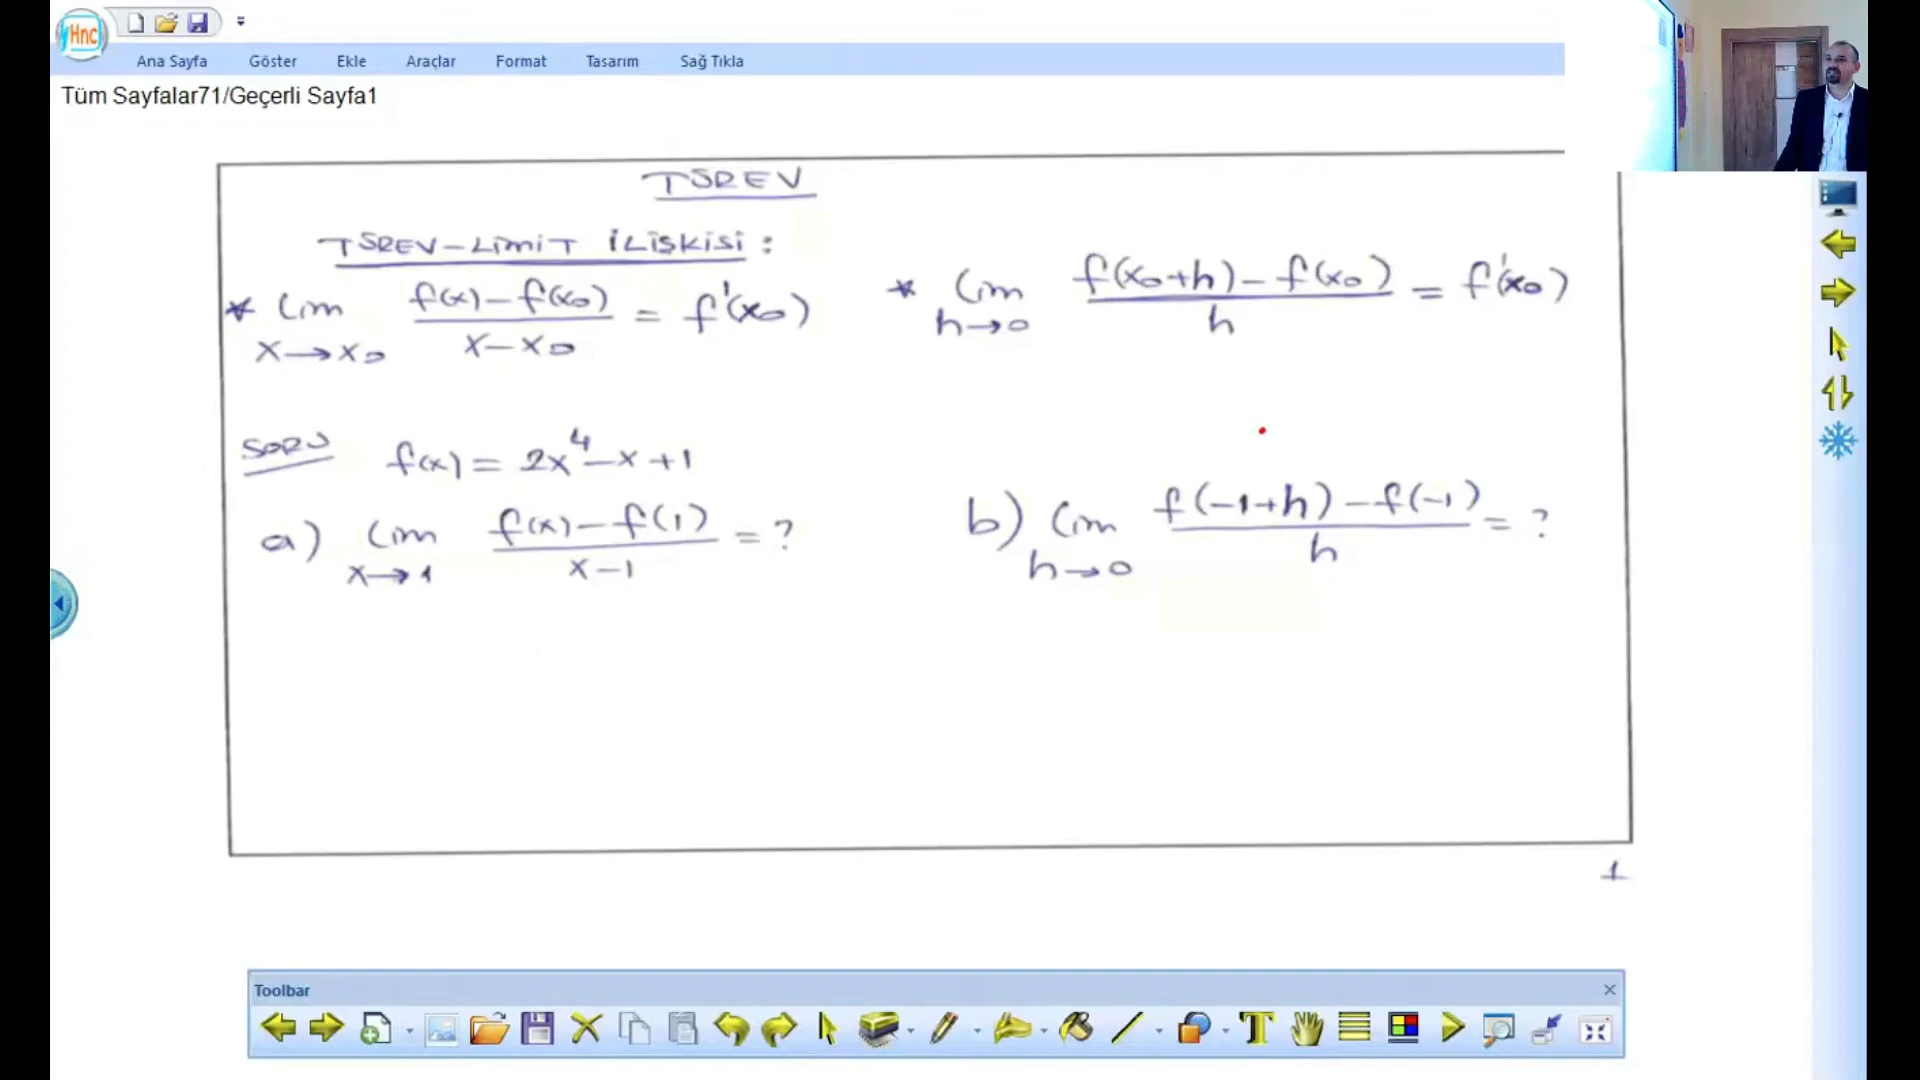 Hnc
Ana Sayfa Göster Ekle Araçlar Format Tasarım Sağ Tıkla
Tüm Sayfalar71/Geçerli Sayfa1
TÜREV
TÜREV-LİMİT İLİŞKİSİ:
* lim x→x₀ (f(x)-f(x₀))/(x-x₀) = f'(x₀)
* lim h→0 (f(x₀+h)-f(x₀))/h = f'(x₀)
SORU f(x) = 2x⁴-x+1
a) lim x→1 (f(x)-f(1))/(x-1) = ?
b) lim h→0 (f(-1+h)-f(-1))/h = ?
1
Toolbar